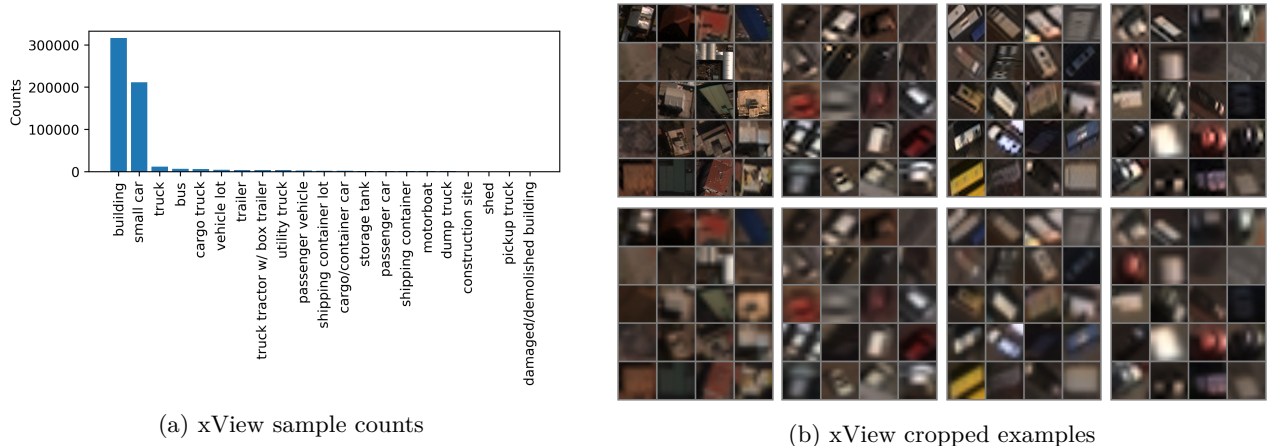 300000
200000
100000
0
Counts
building
small car
truck
bus
cargo truck
vehicle lot
trailer
truck tractor w/ box trailer
utility truck
passenger vehicle
shipping container lot
cargo/container car
storage tank
passenger car
shipping container
motorboat
dump truck
construction site
shed
pickup truck
damaged/demolished building
(a) xView sample counts
(b) xView cropped examples